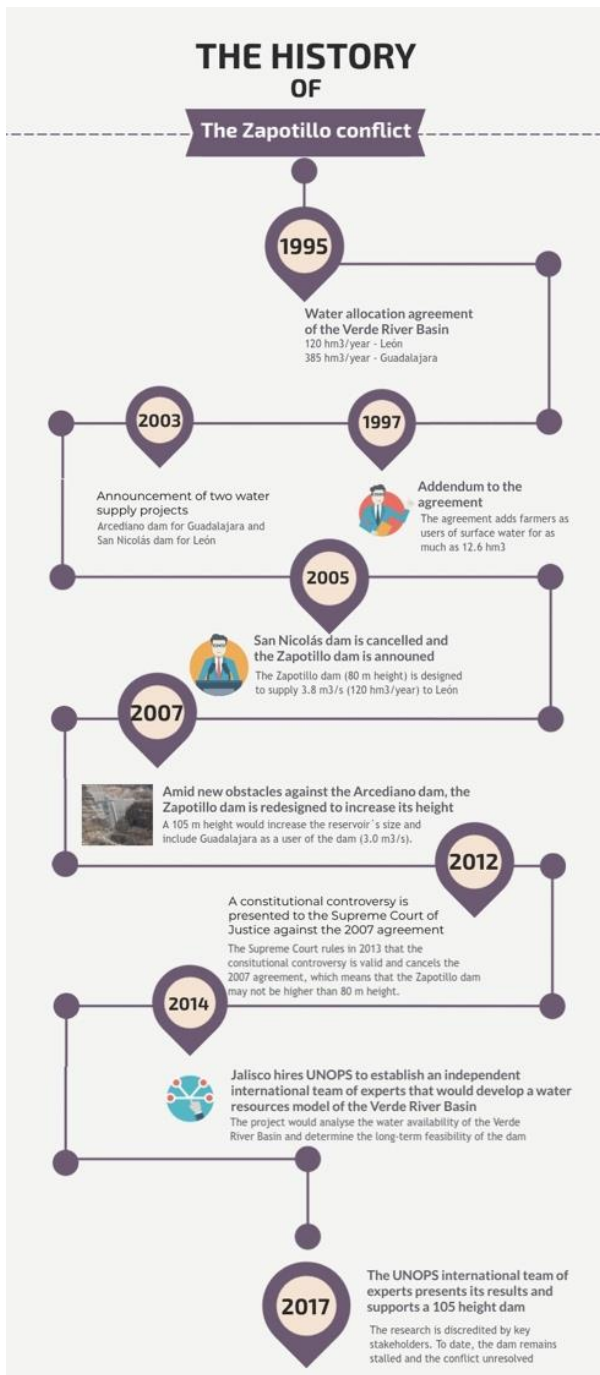 THE HISTORY
OF
The Zapotillo conflict
1995
Water allocation agreement
of the Verde River Basin
120 hm3/year - León
385 hm3/year - Guadalajara
1997
Addendum to the
agreement
The agreement adds farmers as
users of surface water for as
much as 12.6 hm3
2003
Announcement of two water
supply projects
Arcediano dam for Guadalajara and
San Nicolás dam for León
2005
San Nicolás dam is cancelled and
the Zapotillo dam is announed
The Zapotillo dam (80 m height) is designed
to supply 3.8 m3/s (120 hm3/year) to León
2007
Amid new obstacles against the Arcediano dam, the
Zapotillo dam is redesigned to increase its height
A 105 m height would increase the reservoir´s size and
include Guadalajara as a user of the dam (3.0 m3/s).
2012
A constitutional controversy is
presented to the Supreme Court of
Justice against the 2007 agreement
The Supreme Court rules in 2013 that the
consitutional controversy is valid and cancels the
2007 agreement, which means that the Zapotillo dam
may not be higher than 80 m height.
2014
Jalisco hires UNOPS to establish an independent
international team of experts that would develop a water
resources model of the Verde River Basin
The project would analyse the water availability of the Verde
River Basin and determine the long-term feasibility of the dam
2017
The UNOPS international team of
experts presents its results and
supports a 105 height dam
The research is discredited by key
stakeholders. To date, the dam remains
stalled and the conflict unresolved